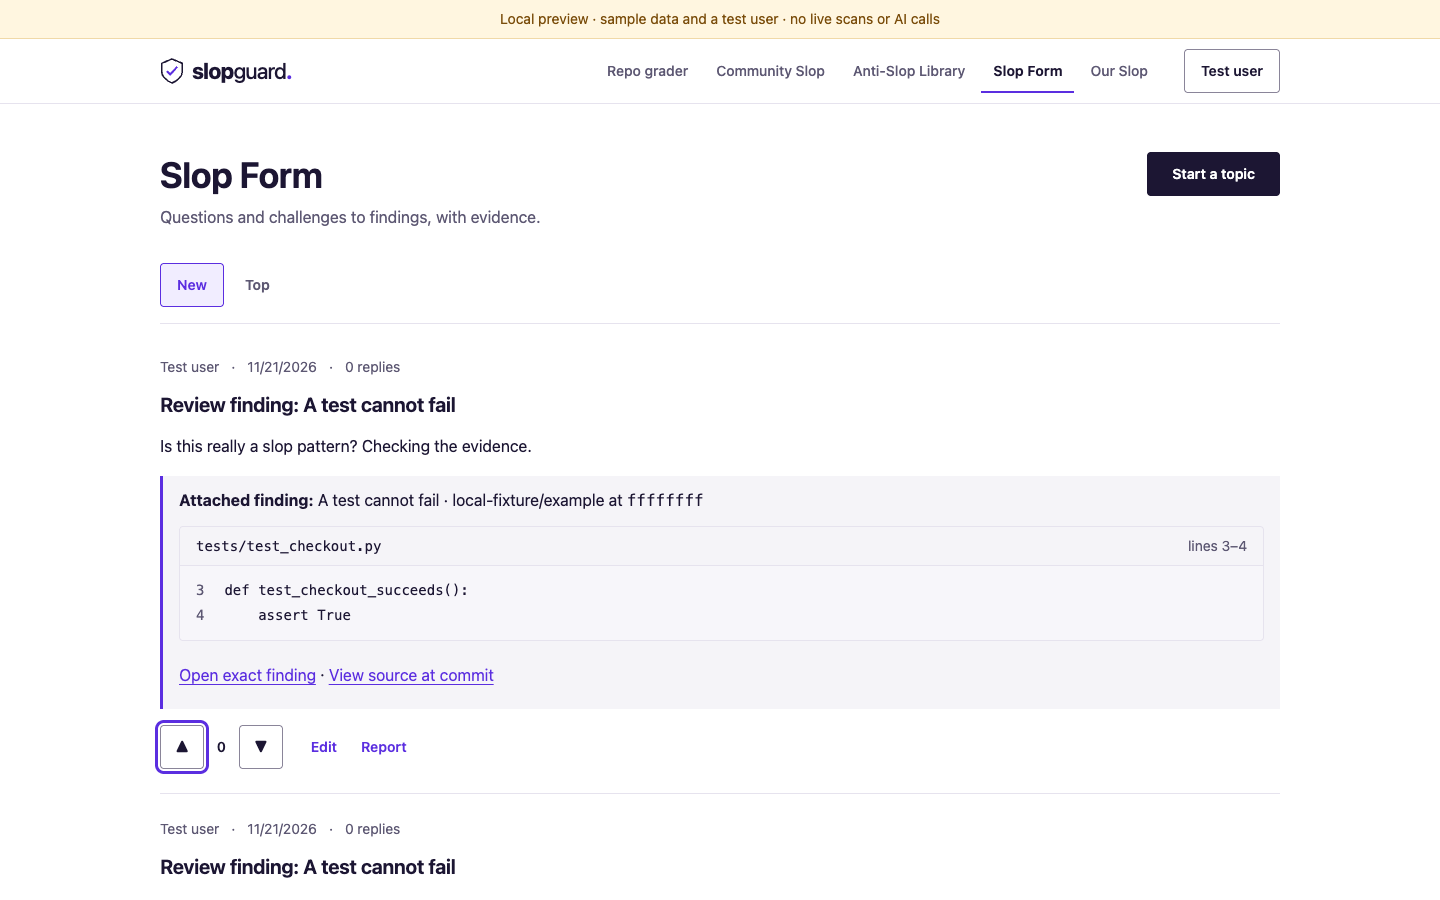 Local preview · sample data and a test user · no live scans or AI calls
slopguard.
Repo grader
Community Slop
Anti-Slop Library
Slop Form
Our Slop
Test user
Slop Form
Start a topic
Questions and challenges to findings, with evidence.
New
Top
Test user · 11/21/2026 · 0 replies
Review finding: A test cannot fail
Is this really a slop pattern? Checking the evidence.
Attached finding: A test cannot fail · local-fixture/example at ffffffff
tests/test_checkout.py
lines 3–4
3 def test_checkout_succeeds():
4     assert True
Open exact finding · View source at commit
▲ 0 ▼ Edit Report
Test user · 11/21/2026 · 0 replies
Review finding: A test cannot fail